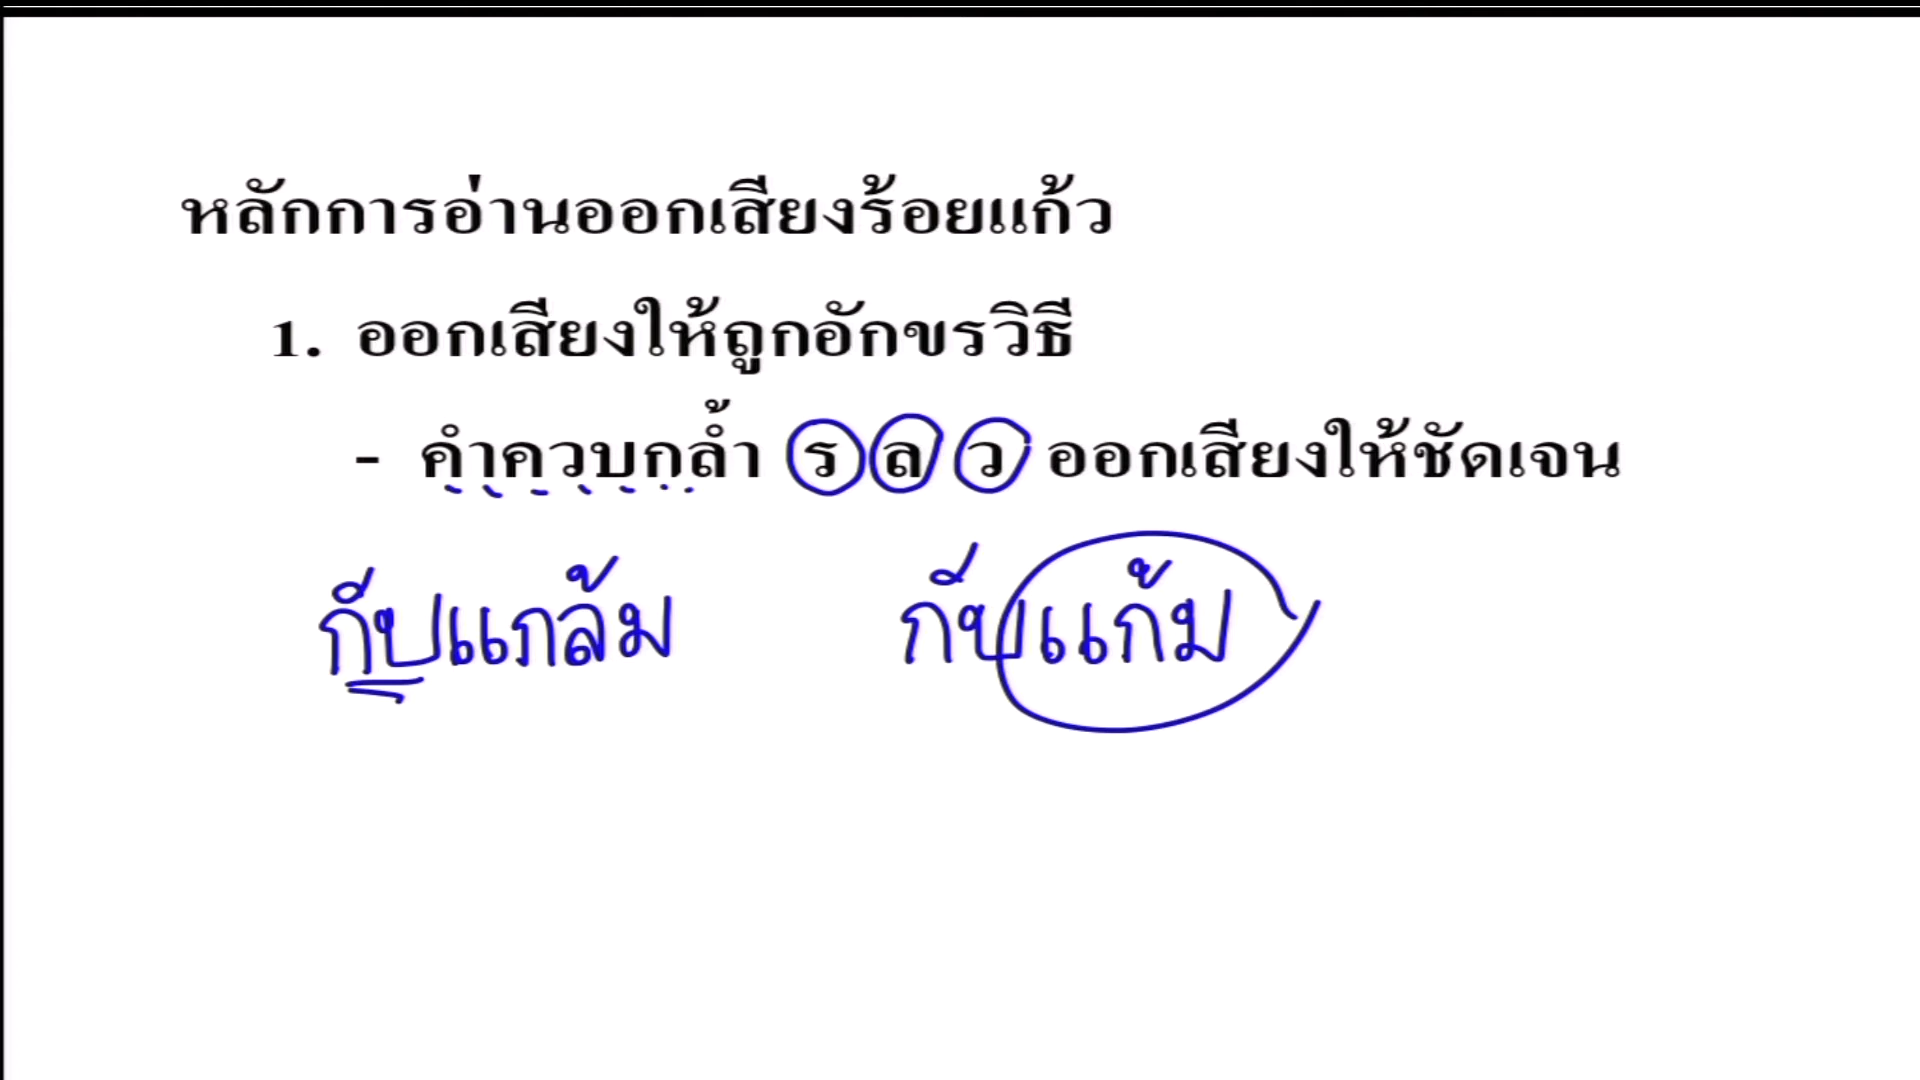 หลักการอ่านออกเสียงร้อยแก้ว
1. ออกเสียงให้ถูกอักขรวิธี
- คำควบกล้ำ ร ล ว ออกเสียงให้ชัดเจน
กีบแกล้ม กีบแก้ม